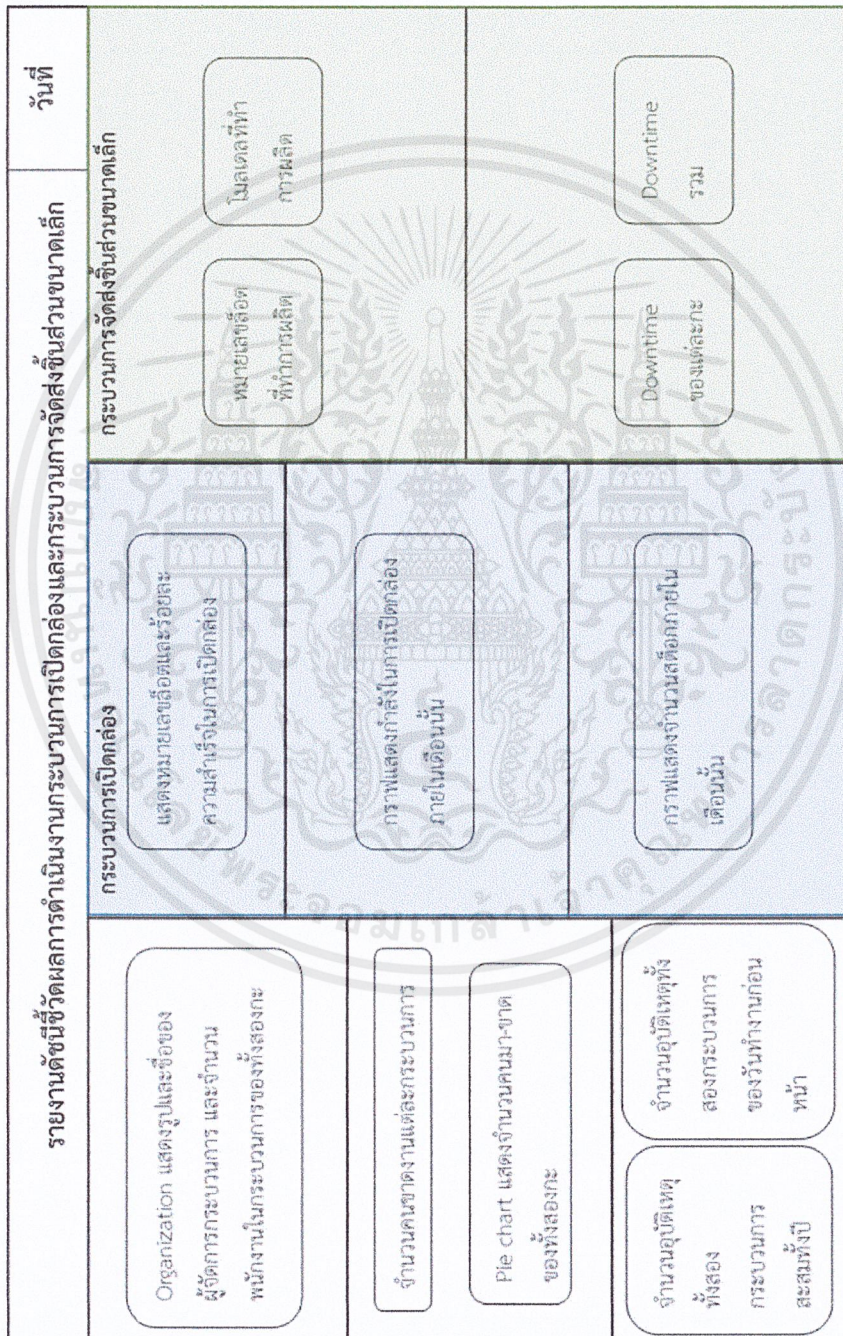 รายงานดัชนีชี้วัดผลการดำเนินงานกระบวนการเปิดกล่องและกระบวนการจัดส่งชิ้นส่วนขนาดเล็ก
วันที่
Organization แสดงรูปและชื่อของ
ผู้จัดการกระบวนการ และจำนวน
พนักงานในกระบวนการของทั้งสองกะ
จำนวนคนขาดงานแต่ละกระบวนการ
Pie chart แสดงจำนวนคนมา-ขาด
ของทั้งสองกะ
จำนวนอุบัติเหตุ
ทั้งสอง
กระบวนการ
สะสมทั้งปี
จำนวนอุบัติเหตุทั้ง
สองกระบวนการ
ของวันทำงานก่อน
หน้า
กระบวนการเปิดกล่อง
แสดงหมายเลขล็อตและร้อยละ
ความสำเร็จในการเปิดกล่อง
กราฟแสดงกำลังในการเปิดกล่อง
ภายในเดือนนั้น
กราฟแสดงจำนวนสต็อกภายใน
เดือนนั้น
กระบวนการจัดส่งชิ้นส่วนขนาดเล็ก
หมายเลขล็อต
ที่ทำการผลิต
โมเดลที่ทำ
การผลิต
Downtime
ของแต่ละกะ
Downtime
รวม